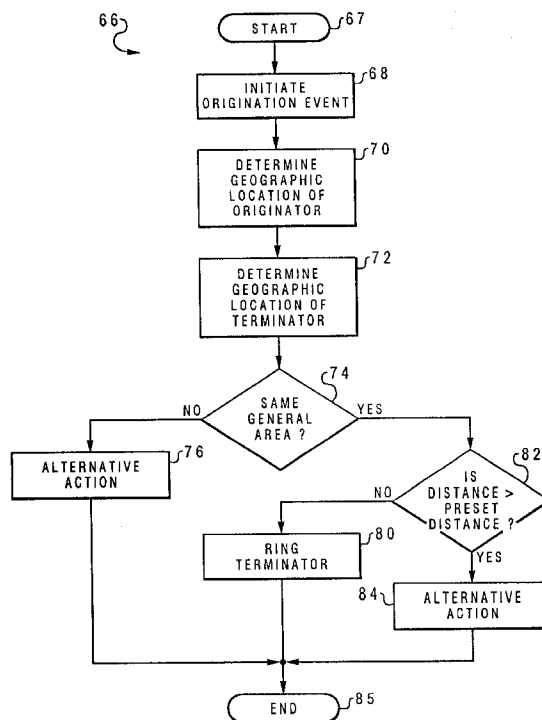 66
START
67
INITIATE
ORIGINATION EVENT
68
DETERMINE
GEOGRAPHIC
LOCATION OF
ORIGINATOR
70
DETERMINE
GEOGRAPHIC
LOCATION OF
TERMINATOR
72
SAME
GENERAL
AREA ?
74
NO
YES
ALTERNATIVE
ACTION
76
IS
DISTANCE >
PRESET
DISTANCE ?
82
NO
YES
RING
TERMINATOR
80
ALTERNATIVE
ACTION
84
END
85